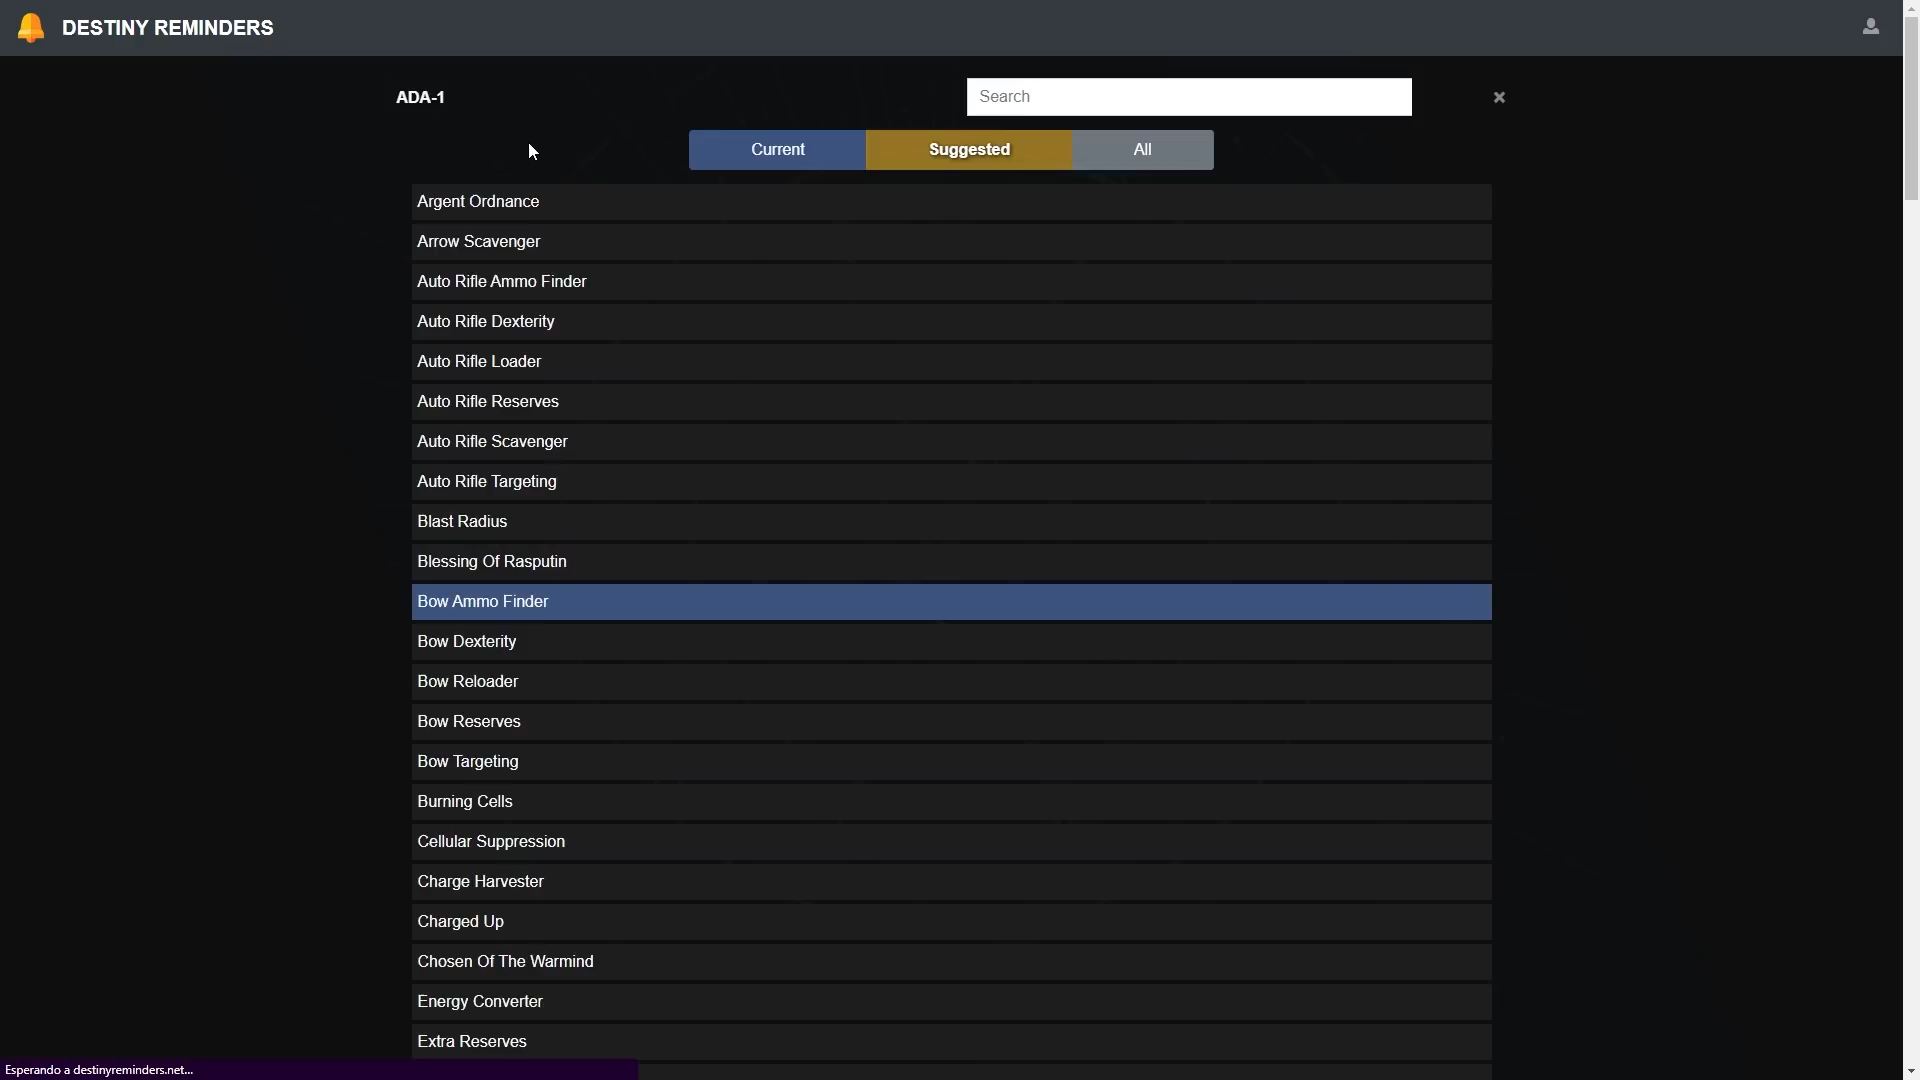 DESTINY REMINDERS
ADA-1
Search
Current
Suggested
All
Argent Ordnance
Arrow Scavenger
Auto Rifle Ammo Finder
Auto Rifle Dexterity
Auto Rifle Loader
Auto Rifle Reserves
Auto Rifle Scavenger
Auto Rifle Targeting
Blast Radius
Blessing Of Rasputin
Bow Ammo Finder
Bow Dexterity
Bow Reloader
Bow Reserves
Bow Targeting
Burning Cells
Cellular Suppression
Charge Harvester
Charged Up
Chosen Of The Warmind
Energy Converter
Extra Reserves
Esperando a destinyreminders.net...